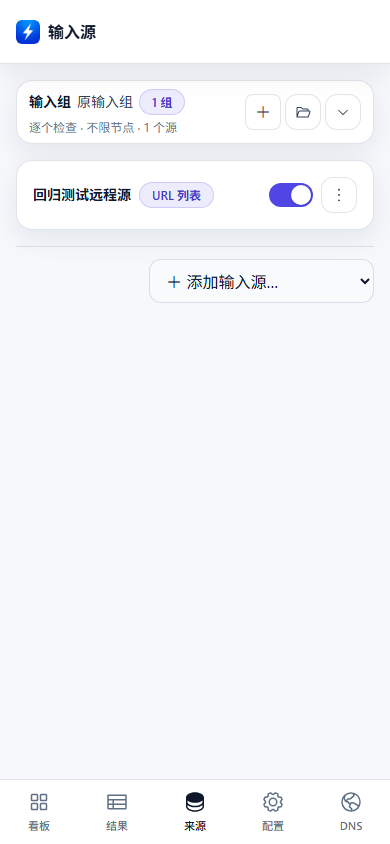 输入源
输入组 原输入组 1 组
逐个检查 · 不限节点 · 1 个源
回归测试远程源 URL 列表
＋ 添加输入源...
看板 结果 来源 配置 DNS